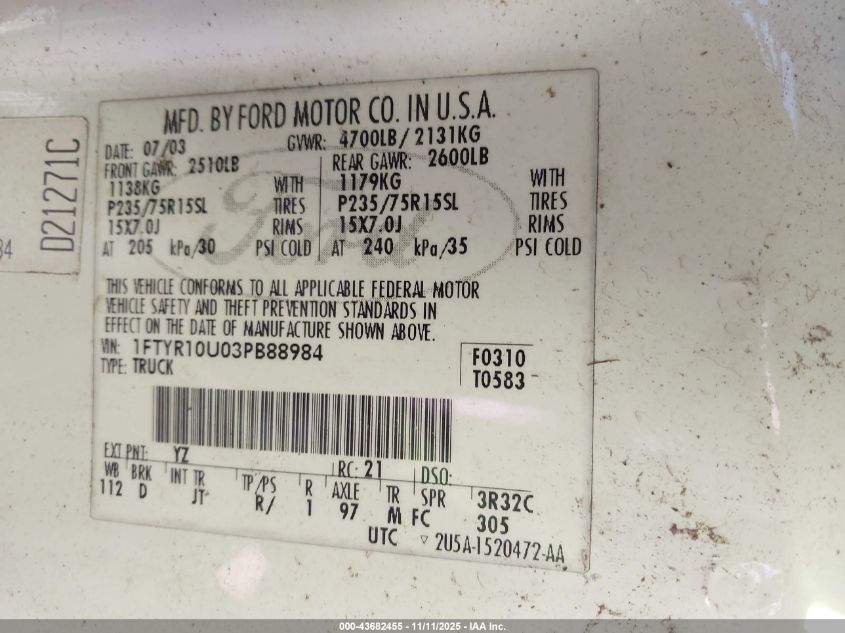 D21271C
84
MFD. BY FORD MOTOR CO. IN U.S.A.
DATE: 07/03 GVWR: 4700LB/ 2131KG
FRONT GAWR: 2510LB REAR GAWR: 2600LB
1138KG WITH 1179KG WITH
P235/75R15SL TIRES P235/75R15SL TIRES
15X7.0J RIMS 15X7.0J RIMS
AT 205 kPa/30 PSI COLD AT 240 kPa/35 PSI COLD
Ford
THIS VEHICLE CONFORMS TO ALL APPLICABLE FEDERAL MOTOR
VEHICLE SAFETY AND THEFT PREVENTION STANDARDS IN
EFFECT ON THE DATE OF MANUFACTURE SHOWN ABOVE.
VIN: 1FTYR10U03PB88984 F0310
TYPE: TRUCK T0583
EXT PNT: YZ RC: 21 DSO:
WB BRK INT TR TP/PS R AXLE TR SPR 3R32C
112 D JT R/ 1 97 M FC 305
UTC ▽ 2U5A-1520472-AA
000-43682455 - 11/11/2025 - IAA Inc.